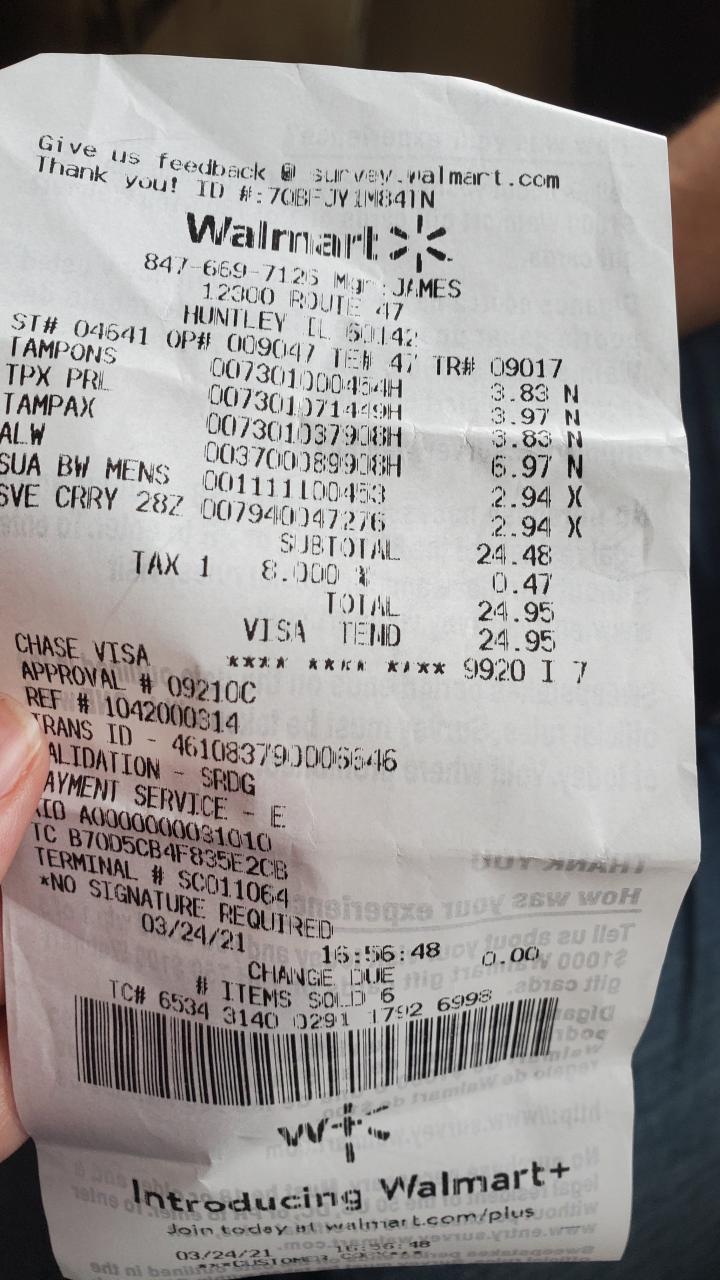 Give us feedback @ survey.walmart.com
Thank you! ID #:7QBFJY1M841N
Walmart
847-669-7126 Mgr:JAMES
12300 ROUTE 47
HUNTLEY IL 60142
ST# 04641 OP# 009047 TE# 47 TR# 09017
TAMPONS 007301000454H 3.83 N
TPX PRL 007301071449H 3.97 N
TAMPAX 007301037908H 3.83 N
ALW 003700089908H 6.97 N
SUA BW MENS 001111100453 2.94 X
SVE CRRY 28Z 007940047276 2.94 X
SUBTOTAL 24.48
TAX 1 8.000 % 0.47
TOTAL 24.95
VISA TEND 24.95
CHASE VISA **** **** **** 9920 I 7
APPROVAL # 09210C
REF # 1042000314
TRANS ID - 461083790006646
ALIDATION - SRDG
AYMENT SERVICE - E
AID A0000000031010
TC B70D5CB4F835E2CB
TERMINAL # SC011064
*NO SIGNATURE REQUIRED
03/24/21 16:56:48
CHANGE DUE 0.00
# ITEMS SOLD 6
TC# 6534 3140 0291 1792 6998
W+
Introducing Walmart+
Join today at walmart.com/plus
03/24/21 16:56:48
***CUSTOMER COPY***